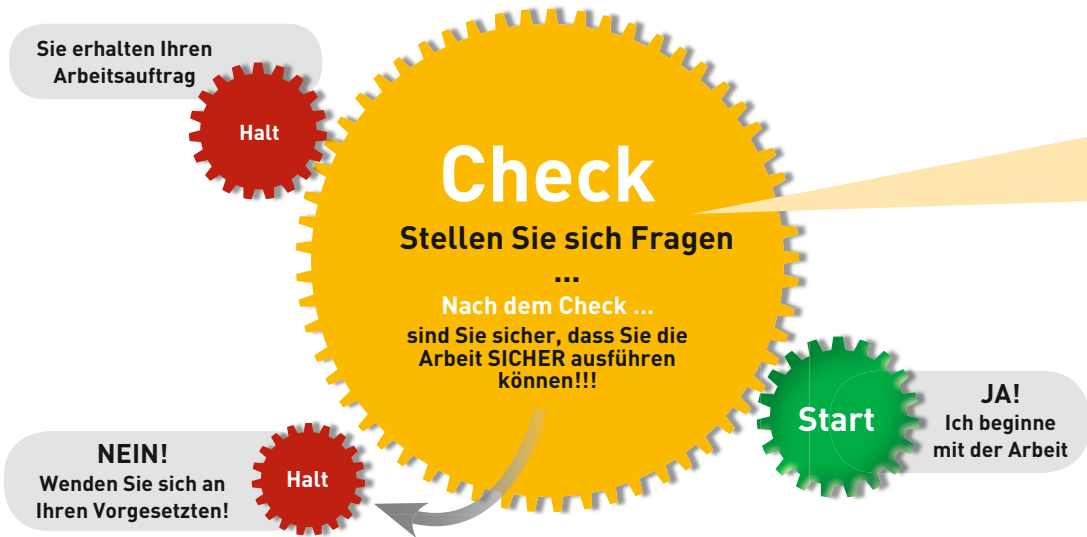 Sie erhalten Ihren
Arbeitsauftrag
Halt
Check
Stellen Sie sich Fragen
...
Nach dem Check ...
sind Sie sicher, dass Sie die
Arbeit SICHER ausführen
können!!!
Start
JA!
Ich beginne
mit der Arbeit
NEIN!
Wenden Sie sich an
Ihren Vorgesetzten!
Halt